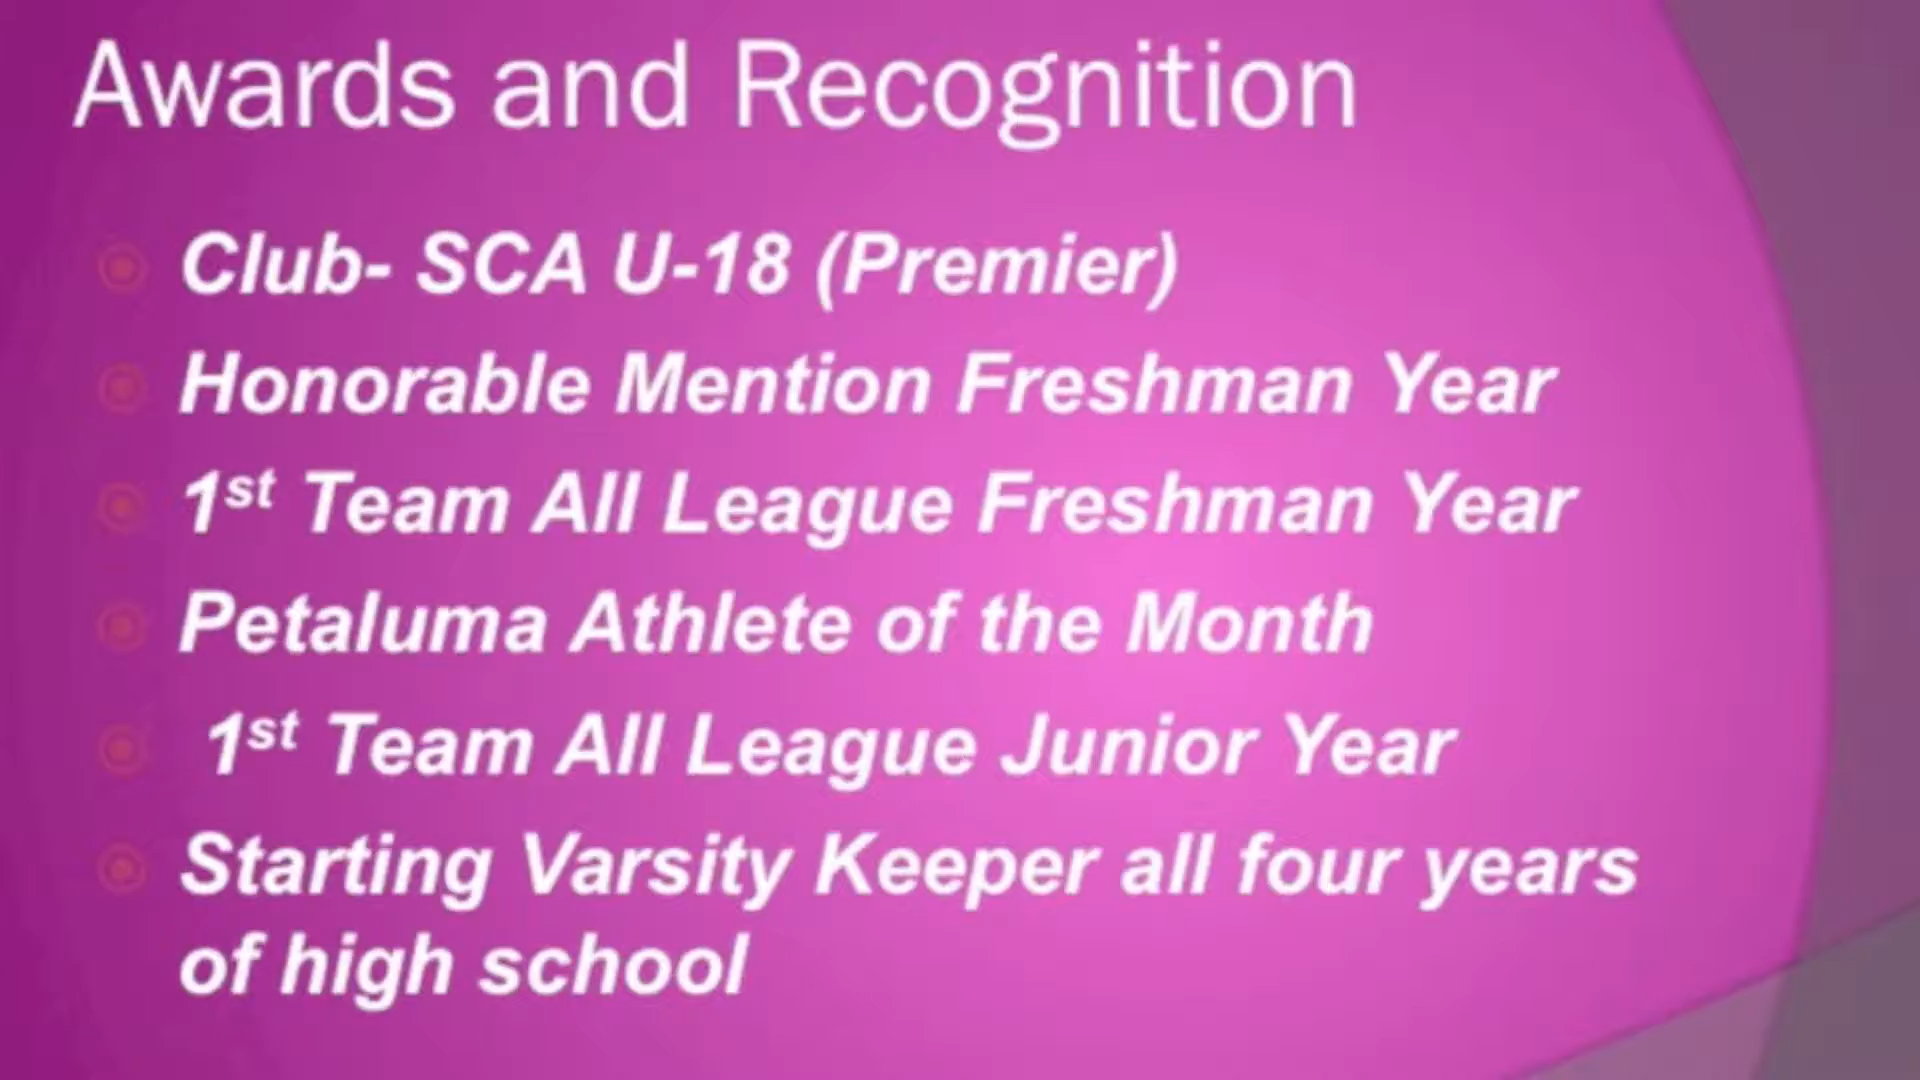 Awards and Recognition
Club- SCA U-18 (Premier)
Honorable Mention Freshman Year
1st Team All League Freshman Year
Petaluma Athlete of the Month
1st Team All League Junior Year
Starting Varsity Keeper all four years
of high school